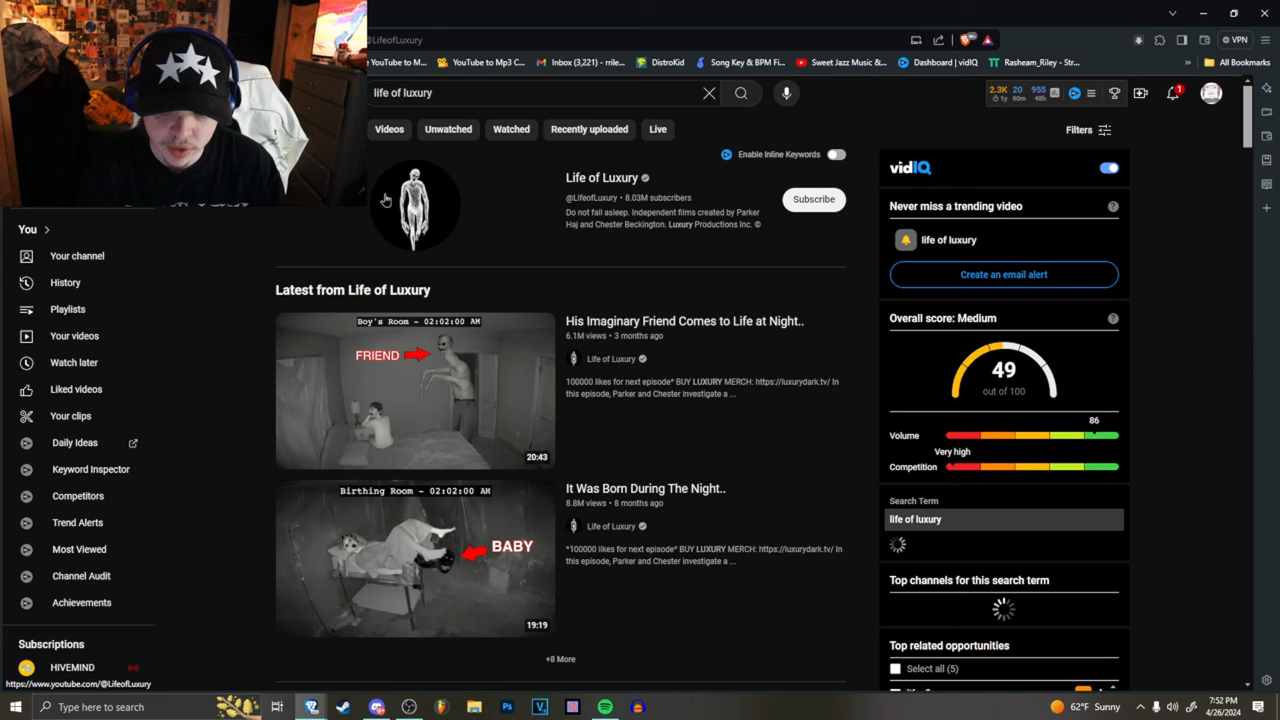 @LifeofLuxury
VPN
YouTube to M...
YouTube to Mp3 C...
Inbox (3,221) - rile...
DistroKid
Song Key & BPM Fi...
Sweet Jazz Music &...
Dashboard | vidIQ
TT Rasheam_Riley - Str...
»
All Bookmarks
life of luxury
2.3K 20 955
1y 60m 48h
1
Videos
Unwatched
Watched
Recently uploaded
Live
Filters
Enable Inline Keywords
Life of Luxury
@LifeofLuxury • 8.03M subscribers
Do not fall asleep. Independent films created by Parker
Haj and Chester Beckington. Luxury Productions Inc. ©
Subscribe
You
Your channel
History
Playlists
Your videos
Watch later
Liked videos
Your clips
Daily Ideas
Keyword Inspector
Competitors
Trend Alerts
Most Viewed
Channel Audit
Achievements
Subscriptions
HIVEMIND
https://www.youtube.com/@LifeofLuxury
Latest from Life of Luxury
Boy's Room - 02:02:00 AM
FRIEND
20:43
His Imaginary Friend Comes to Life at Night..
6.1M views • 3 months ago
Life of Luxury
100000 likes for next episode* BUY LUXURY MERCH: https://luxurydark.tv/ In
this episode, Parker and Chester investigate a ...
Birthing Room - 02:02:00 AM
BABY
19:19
It Was Born During The Night..
8.8M views • 8 months ago
Life of Luxury
*100000 likes for next episode* BUY LUXURY MERCH: https://luxurydark.tv/ In
this episode, Parker and Chester investigate a ...
+8 More
vidIQ
Never miss a trending video
life of luxury
Create an email alert
Overall score: Medium
49
out of 100
86
Volume
Very high
Competition
Search Term
life of luxury
Top channels for this search term
Top related opportunities
Select all (5)
Type here to search
62°F Sunny
7:52 PM
4/26/2024